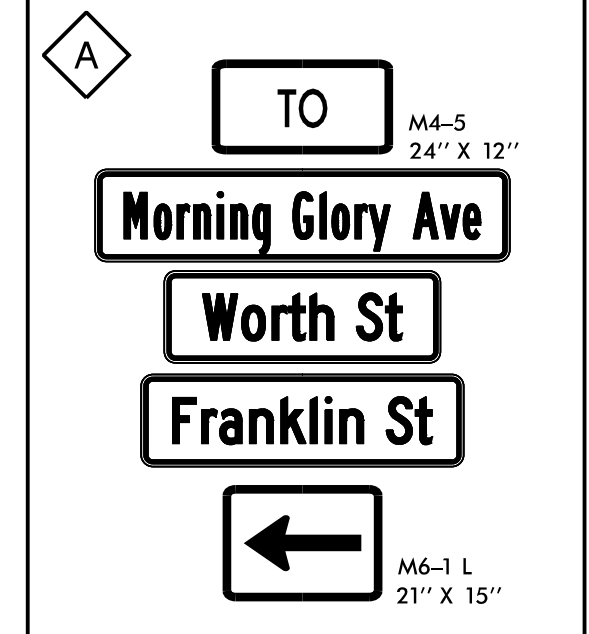 A
TO
M4–5
24'' X 12''
Morning Glory Ave
Worth St
Franklin St
M6–1 L
21'' X 15''